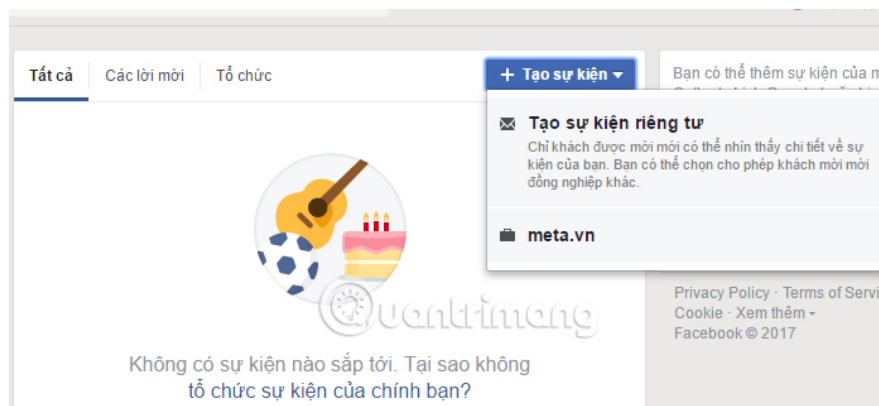 Tất cả
Các lời mời
Tổ chức
+ Tạo sự kiện
Bạn có thể thêm sự kiện của
Tạo sự kiện riêng tư
Chỉ khách được mời mới có thể nhìn thấy chi tiết về sự
kiện của bạn. Bạn có thể chọn cho phép khách mời mời
đồng nghiệp khác.
meta.vn
Quantrimang
Không có sự kiện nào sắp tới. Tại sao không
tổ chức sự kiện của chính bạn?
Privacy Policy · Terms of Servi
Cookie · Xem thêm
Facebook © 2017